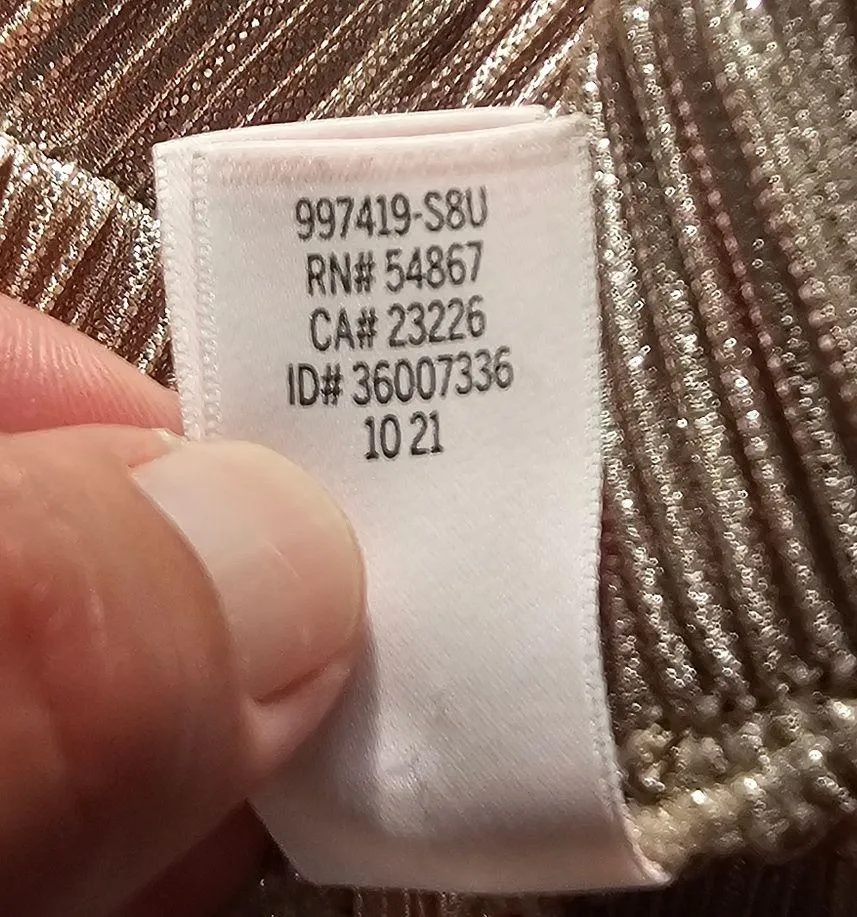 997419-S8U
RN# 54867
CA# 23226
ID# 36007336
10 21